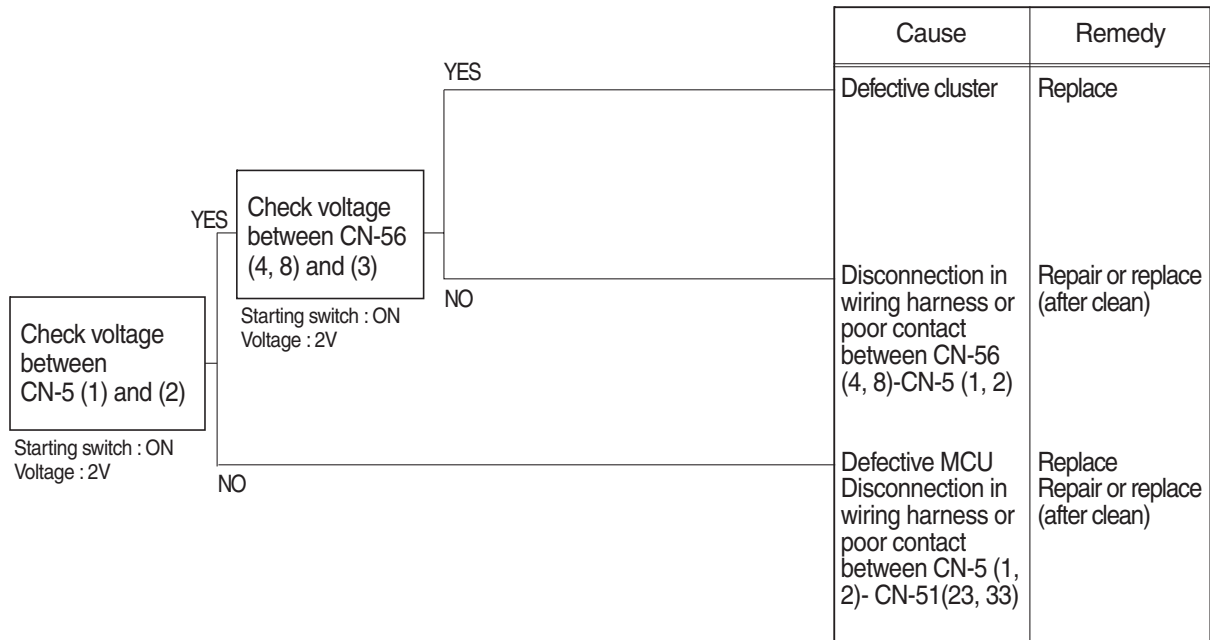 Cause
Remedy
YES
Defective cluster
Replace
YES
Check voltage
between CN-56
(4, 8) and (3)
Starting switch : ON
Voltage : 2V
NO
Disconnection in
wiring harness or
poor contact
between CN-56
(4, 8)-CN-5 (1, 2)
Repair or replace
(after clean)
Check voltage
between
CN-5 (1) and (2)
Starting switch : ON
Voltage : 2V
NO
Defective MCU
Disconnection in
wiring harness or
poor contact
between CN-5 (1,
2)- CN-51(23, 33)
Replace
Repair or replace
(after clean)